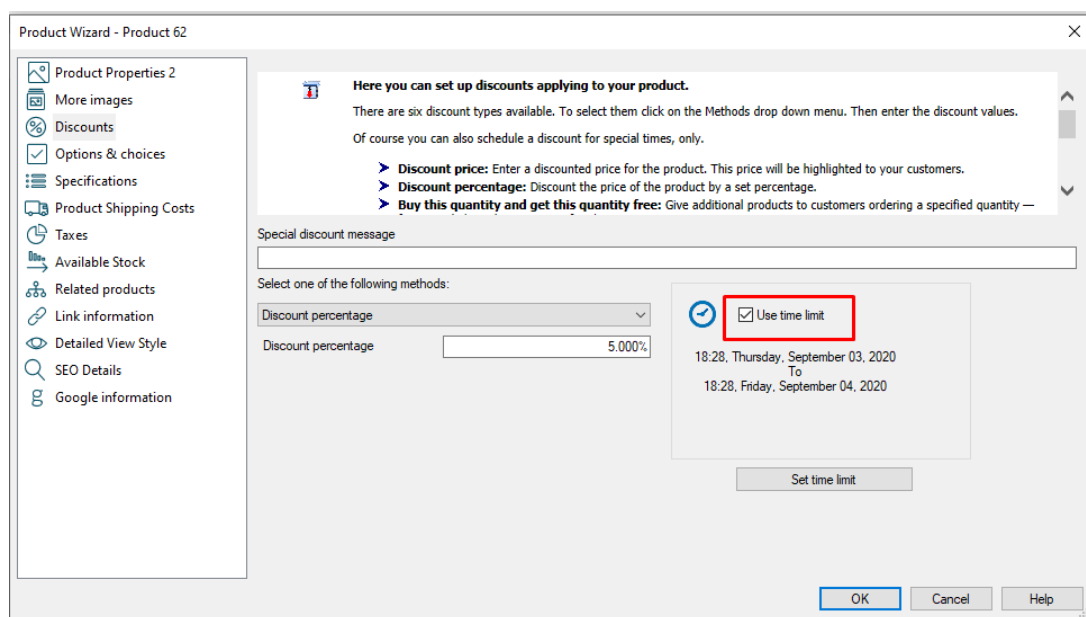 Product Wizard - Product 62
Product Properties 2
More images
Discounts
Options & choices
Specifications
Product Shipping Costs
Taxes
Available Stock
Related products
Link information
Detailed View Style
SEO Details
Google information
Here you can set up discounts applying to your product.
There are six discount types available. To select them click on the Methods drop down menu. Then enter the discount values.
Of course you can also schedule a discount for special times, only.
Discount price: Enter a discounted price for the product. This price will be highlighted to your customers.
Discount percentage: Discount the price of the product by a set percentage.
Buy this quantity and get this quantity free: Give additional products to customers ordering a specified quantity —
Special discount message
Select one of the following methods:
Discount percentage
Discount percentage 5.000%
Use time limit
18:28, Thursday, September 03, 2020
To
18:28, Friday, September 04, 2020
Set time limit
OK Cancel Help